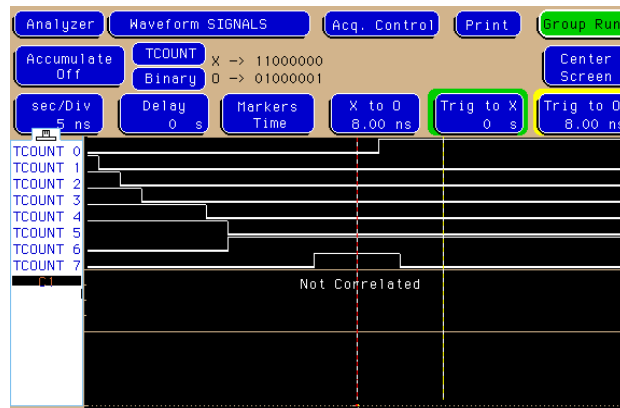 Analyzer Waveform SIGNALS Acq. Control Print Group Run
Accumulate Off TCOUNT X -> 11000000 Center Screen
Binary O -> 01000001
sec/Div 5 ns Delay 0 s Markers Time X to O 8.00 ns Trig to X 0 s Trig to O 8.00 ns
TCOUNT 0
TCOUNT 1
TCOUNT 2
TCOUNT 3
TCOUNT 4
TCOUNT 5
TCOUNT 6
TCOUNT 7
Not Correlated